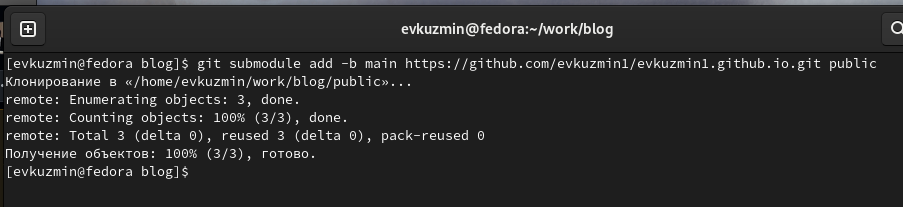 evkuzmin@fedora:~/work/blog
[evkuzmin@fedora blog]$ git submodule add -b main https://github.com/evkuzmin1/evkuzmin1.github.io.git public
Клонирование в «/home/evkuzmin/work/blog/public»...
remote: Enumerating objects: 3, done.
remote: Counting objects: 100% (3/3), done.
remote: Total 3 (delta 0), reused 3 (delta 0), pack-reused 0
Получение объектов: 100% (3/3), готово.
[evkuzmin@fedora blog]$